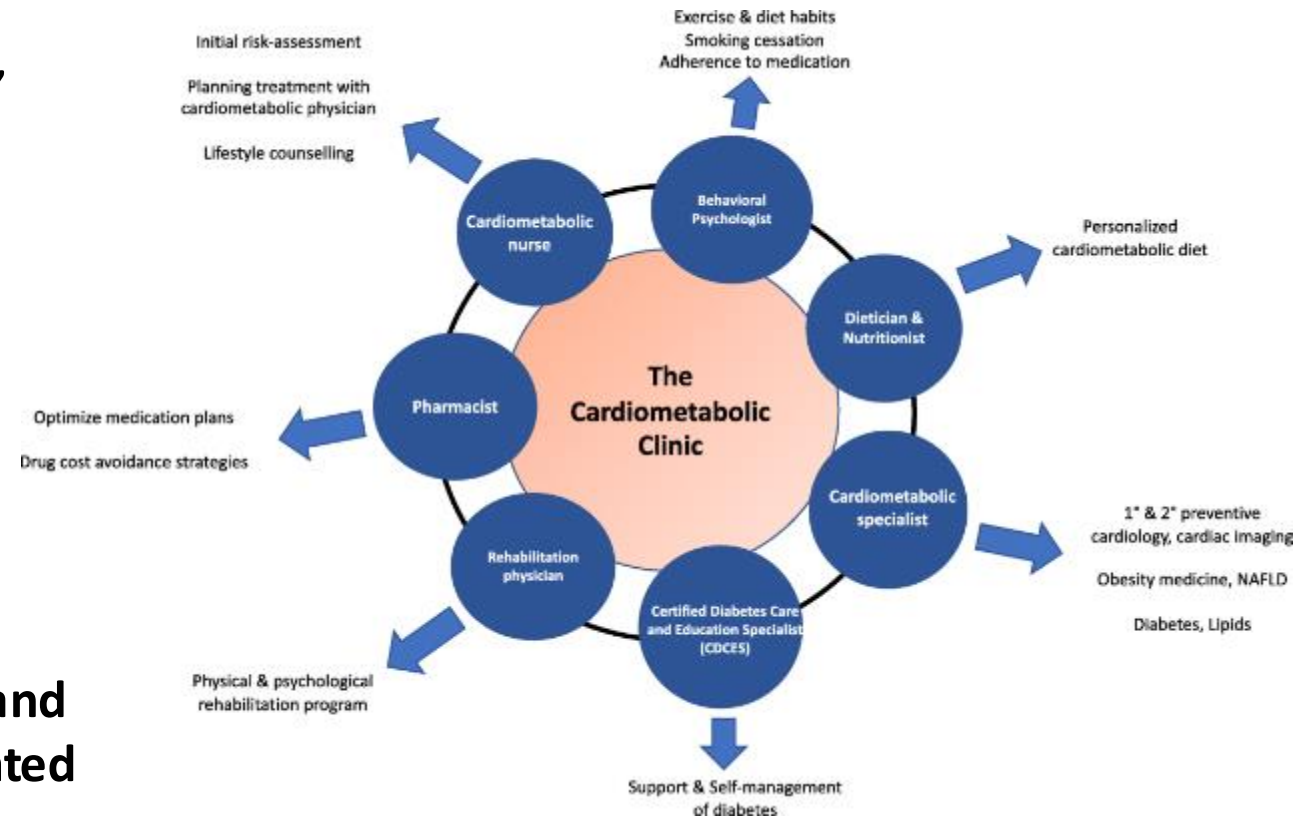 Exercise & diet habits
Smoking cessation
Adherence to medication
Initial risk-assessment
,
Planning treatment with
cardiometabolic physician
Lifestyle counselling
Behavioral
Psychologist
Cardiometabolic
nurse
Personalized
cardiometabolic diet
Dietician &
Nutritionist
The
Cardiometabolic
Clinic
Pharmacist
Optimize medication plans
Drug cost avoidance strategies
Cardiometabolic
specialist
1° & 2° preventive
cardiology, cardiac imaging
Obesity medicine, NAFLD
Diabetes, Lipids
Rehabilitation
physician
Certified Diabetes Care
and Education Specialist
(CDCES)
Physical & psychological
rehabilitation program
and
ated
Support & Self-management
of diabetes